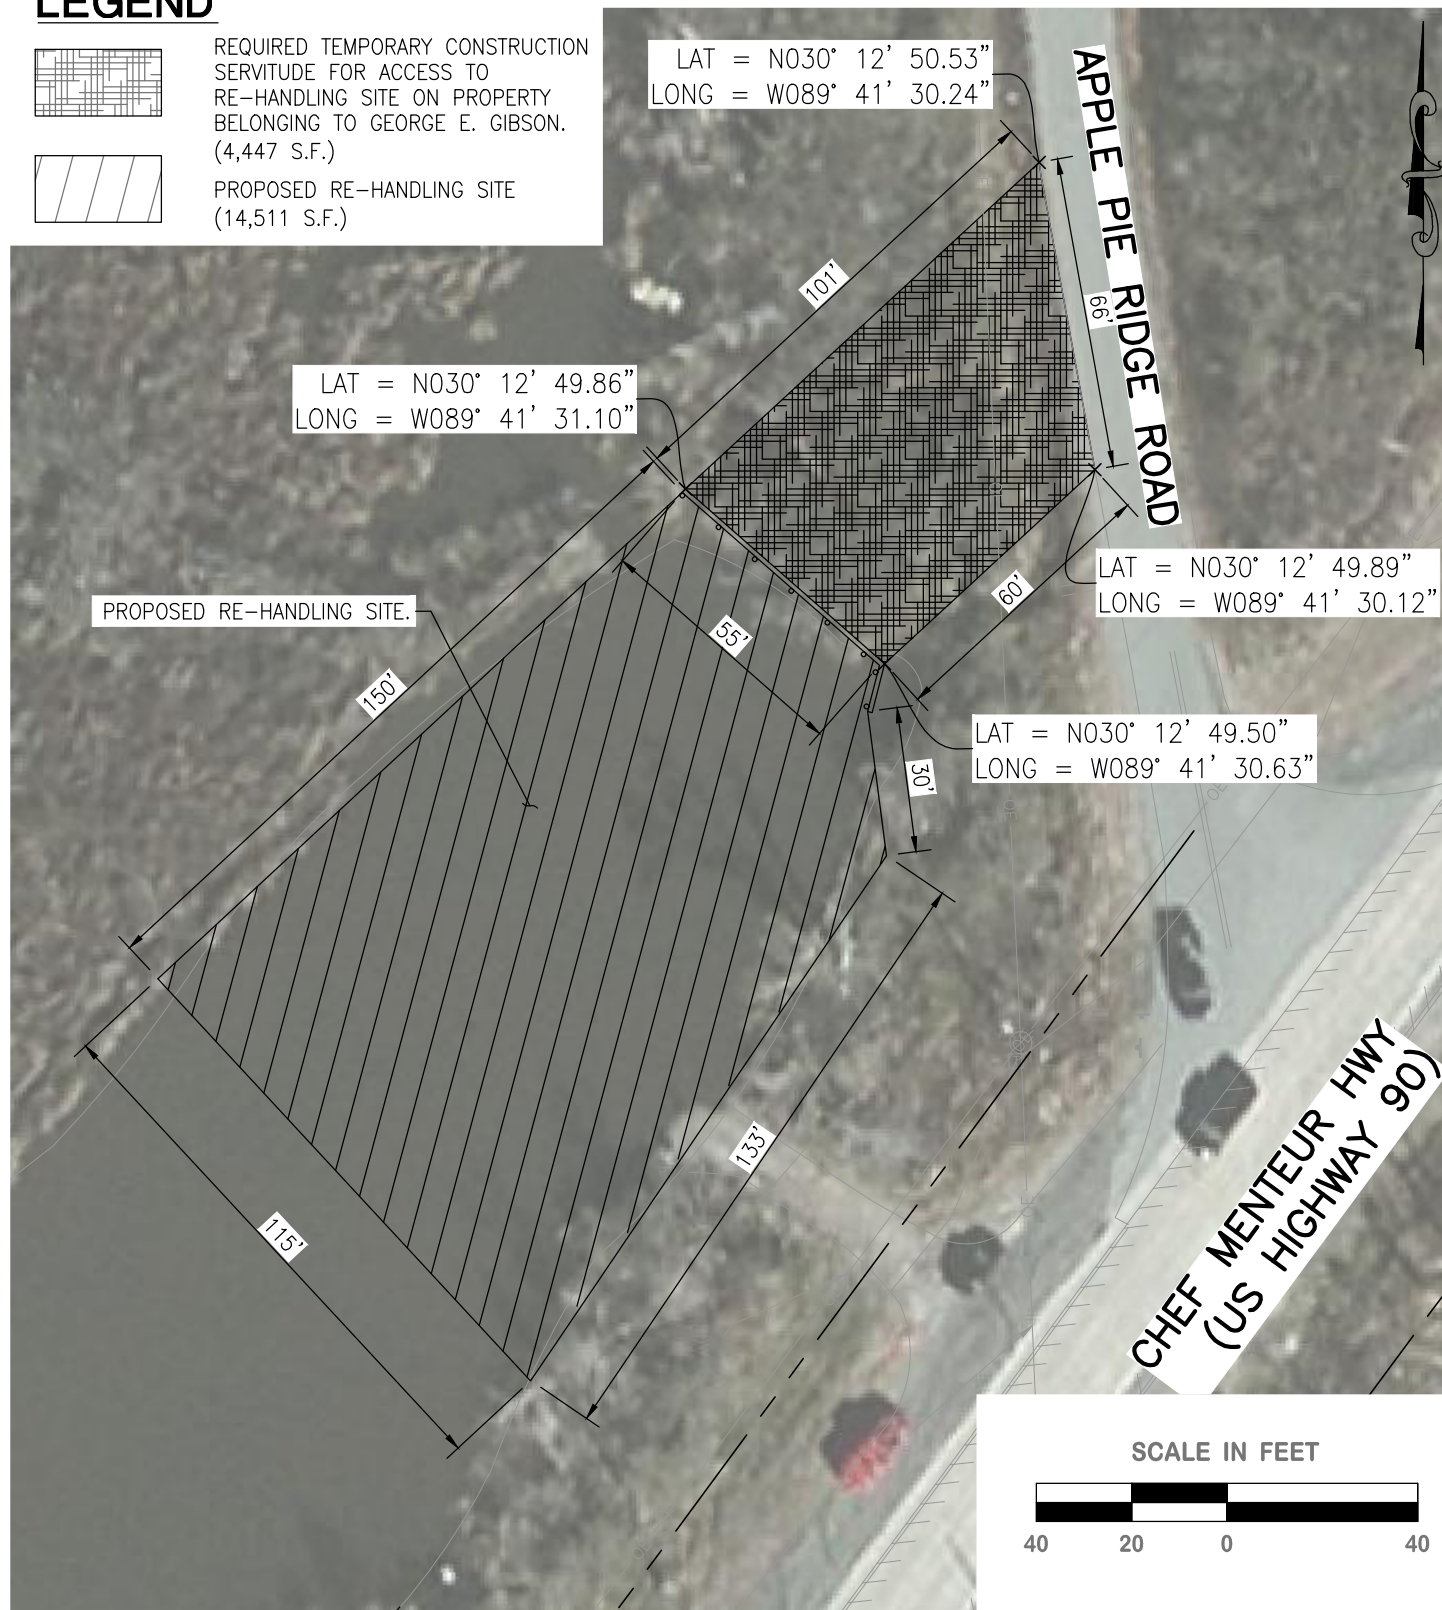 LEGEND
REQUIRED TEMPORARY CONSTRUCTION
SERVITUDE FOR ACCESS TO
RE-HANDLING SITE ON PROPERTY
BELONGING TO GEORGE E. GIBSON.
(4,447 S.F.)
PROPOSED RE-HANDLING SITE
(14,511 S.F.)
LAT = N030° 12' 50.53"
LONG = W089° 41' 30.24"
APPLE PIE RIDGE ROAD
101'
66'
LAT = N030° 12' 49.86"
LONG = W089° 41' 31.10"
LAT = N030° 12' 49.89"
LONG = W089° 41' 30.12"
60'
PROPOSED RE-HANDLING SITE.
55'
150'
LAT = N030° 12' 49.50"
LONG = W089° 41' 30.63"
30'
133'
115'
CHEF MENTEUR HWY
(US HIGHWAY 90)
SCALE IN FEET
40 20 0 40